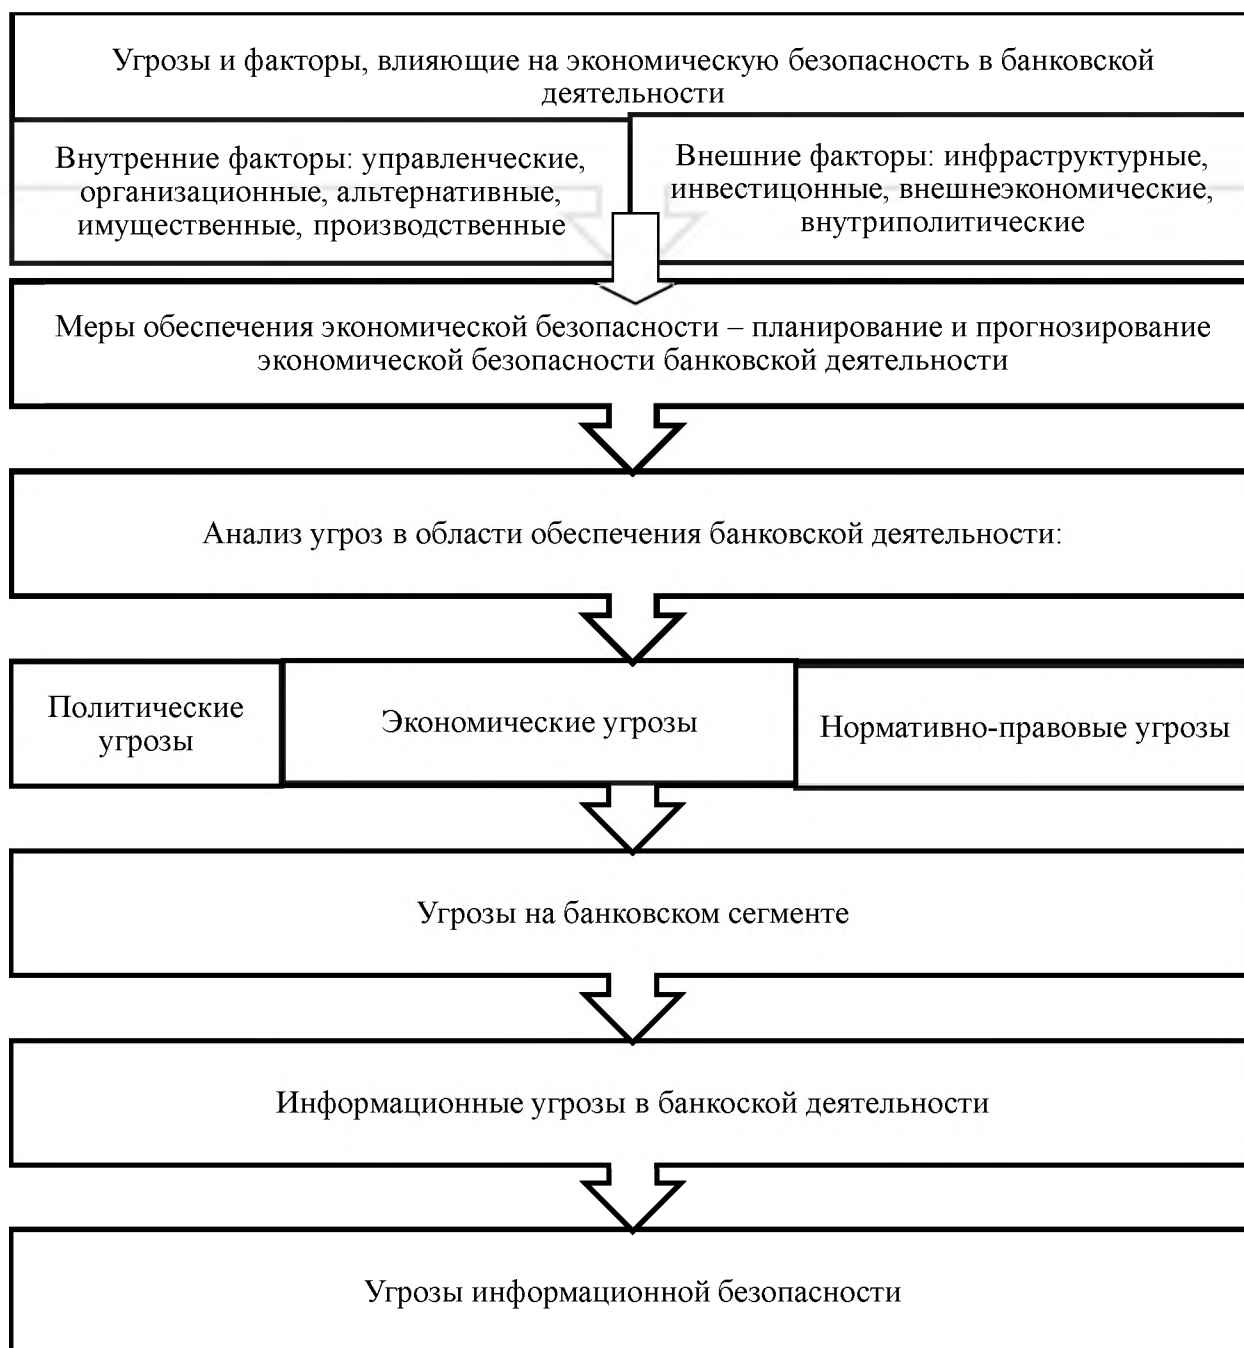 Угрозы и факторы, влияющие на экономическую безопасность в банковской
деятельности
Внутренние факторы: управленческие,
организационные, альтернативные,
имущественные, производственные
Внешние факторы: инфраструктурные,
инвестицонные, внешнеэкономические,
внутриполитические
Меры обеспечения экономической безопасности – планирование и прогнозирование
экономической безопасности банковской деятельности
Анализ угроз в области обеспечения банковской деятельности:
Политические
угрозы
Экономические угрозы
Нормативно-правовые угрозы
Угрозы на банковском сегменте
Информационные угрозы в банкоской деятельности
Угрозы информационной безопасности